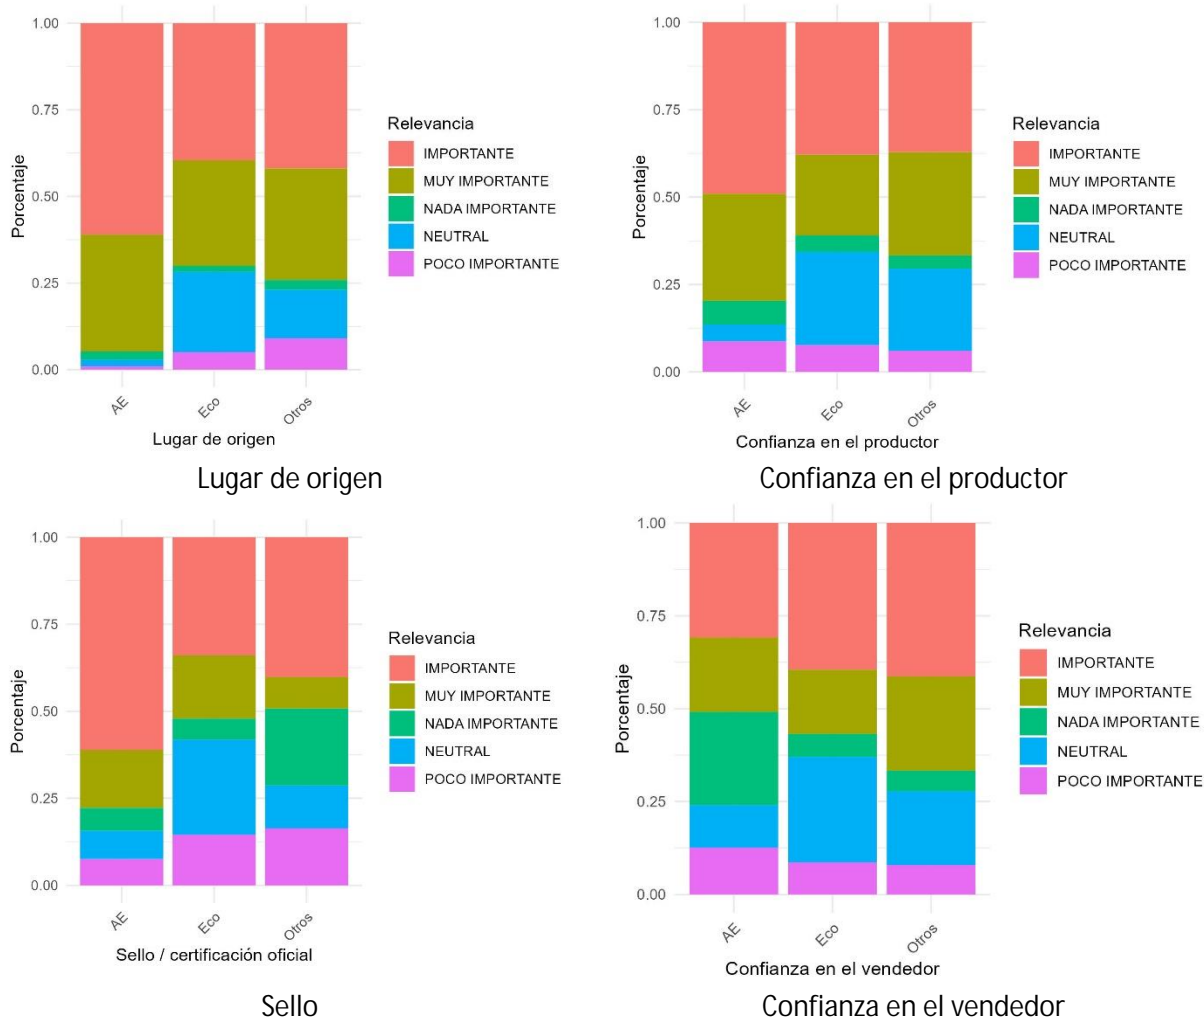 1.00
0.75
0.50
0.25
0.00
Porcentaje
AE
Eco
Otros
Lugar de origen
Relevancia
IMPORTANTE
MUY IMPORTANTE
NADA IMPORTANTE
NEUTRAL
POCO IMPORTANTE
Lugar de origen
1.00
0.75
0.50
0.25
0.00
Porcentaje
AE
Eco
Otros
Confianza en el productor
Relevancia
IMPORTANTE
MUY IMPORTANTE
NADA IMPORTANTE
NEUTRAL
POCO IMPORTANTE
Confianza en el productor
1.00
0.75
0.50
0.25
0.00
Porcentaje
AE
Eco
Otros
Sello / certificación oficial
Relevancia
IMPORTANTE
MUY IMPORTANTE
NADA IMPORTANTE
NEUTRAL
POCO IMPORTANTE
Sello
1.00
0.75
0.50
0.25
0.00
Porcentaje
AE
Eco
Otros
Confianza en el vendedor
Relevancia
IMPORTANTE
MUY IMPORTANTE
NADA IMPORTANTE
NEUTRAL
POCO IMPORTANTE
Confianza en el vendedor